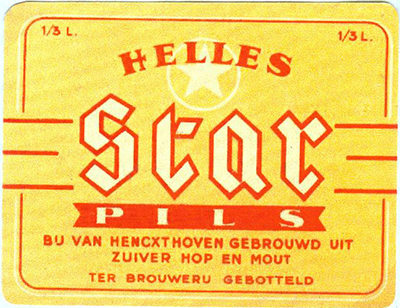 1/3 L. 1/3 L.
HELLES
Star
PILS
BIJ VAN HENCXTHOVEN GEBROUWD UIT
ZUIVER HOP EN MOUT
TER BROUWERIJ GEBOTTELD